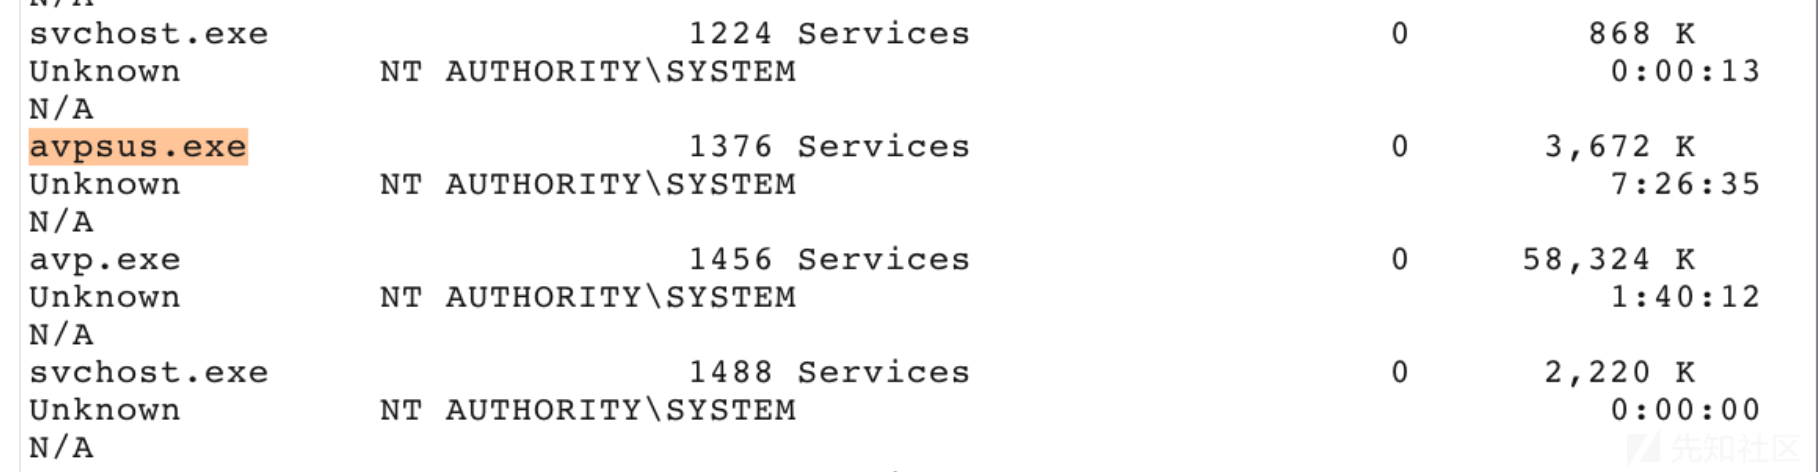 N/A
svchost.exe 1224 Services 0 868 K
Unknown NT AUTHORITY\SYSTEM 0:00:13
N/A
avpsus.exe 1376 Services 0 3,672 K
Unknown NT AUTHORITY\SYSTEM 7:26:35
N/A
avp.exe 1456 Services 0 58,324 K
Unknown NT AUTHORITY\SYSTEM 1:40:12
N/A
svchost.exe 1488 Services 0 2,220 K
Unknown NT AUTHORITY\SYSTEM 0:00:00
N/A
先知社区